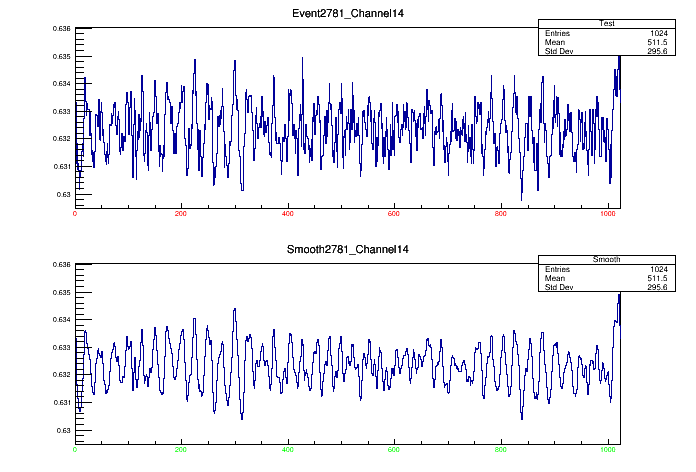 Event2781_Channel14
Test
Entries 1024
Mean 511.5
Std Dev 295.6
0.636
0.635
0.634
0.633
0.632
0.631
0.63
0 200 400 600 800 1000
Smooth2781_Channel14
Smooth
Entries 1024
Mean 511.5
Std Dev 295.6
0.636
0.635
0.634
0.633
0.632
0.631
0.63
0 200 400 600 800 1000